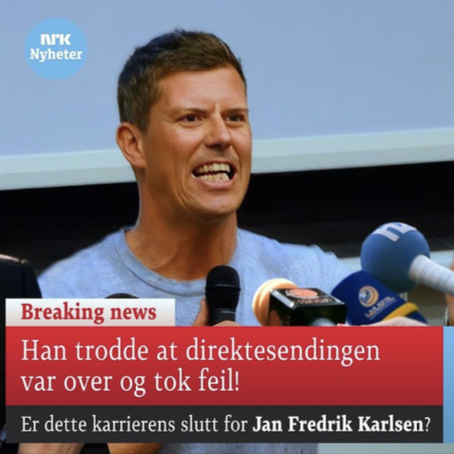 NRK
Nyheter
Breaking news
Han trodde at direktesendingen
var over og tok feil!
Er dette karrierens slutt for Jan Fredrik Karlsen?